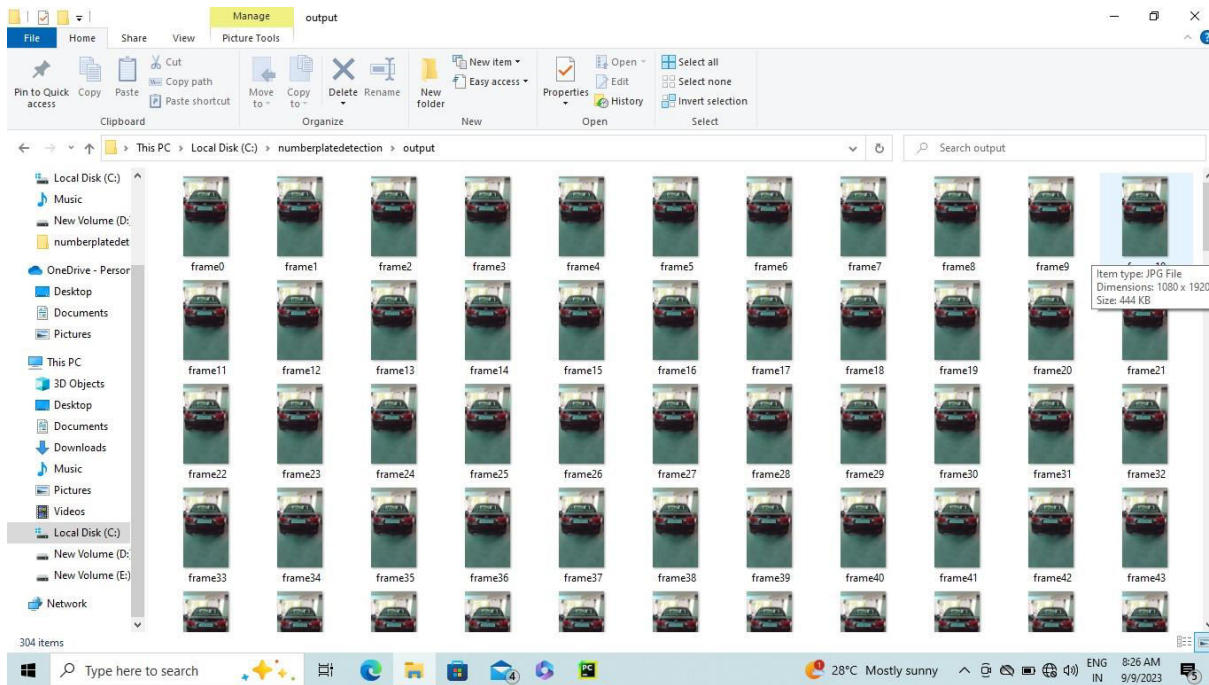 Manage output
File Home Share View Picture Tools
Pin to Quick access
Copy
Paste
Cut
Copy path
Paste shortcut
Clipboard
Move to
Copy to
Delete
Rename
Organize
New folder
New item
Easy access
New
Properties
Open
Edit
History
Open
Select all
Select none
Invert selection
Select
This PC > Local Disk (C:) > numberplatedetection > output
Search output
Local Disk (C:)
Music
New Volume (D:
numberplatedet
OneDrive - Person
Desktop
Documents
Pictures
This PC
3D Objects
Desktop
Documents
Downloads
Music
Pictures
Videos
Local Disk (C:)
New Volume (D:
New Volume (E:)
Network
frame0 frame1 frame2 frame3 frame4 frame5 frame6 frame7 frame8 frame9
Item type: JPG File
Dimensions: 1080 x 1920
Size: 444 KB
frame11 frame12 frame13 frame14 frame15 frame16 frame17 frame18 frame19 frame20 frame21
frame22 frame23 frame24 frame25 frame26 frame27 frame28 frame29 frame30 frame31 frame32
frame33 frame34 frame35 frame36 frame37 frame38 frame39 frame40 frame41 frame42 frame43
304 items
Type here to search
4
PC
28°C Mostly sunny
ENG
IN
8:26 AM
9/9/2023
5